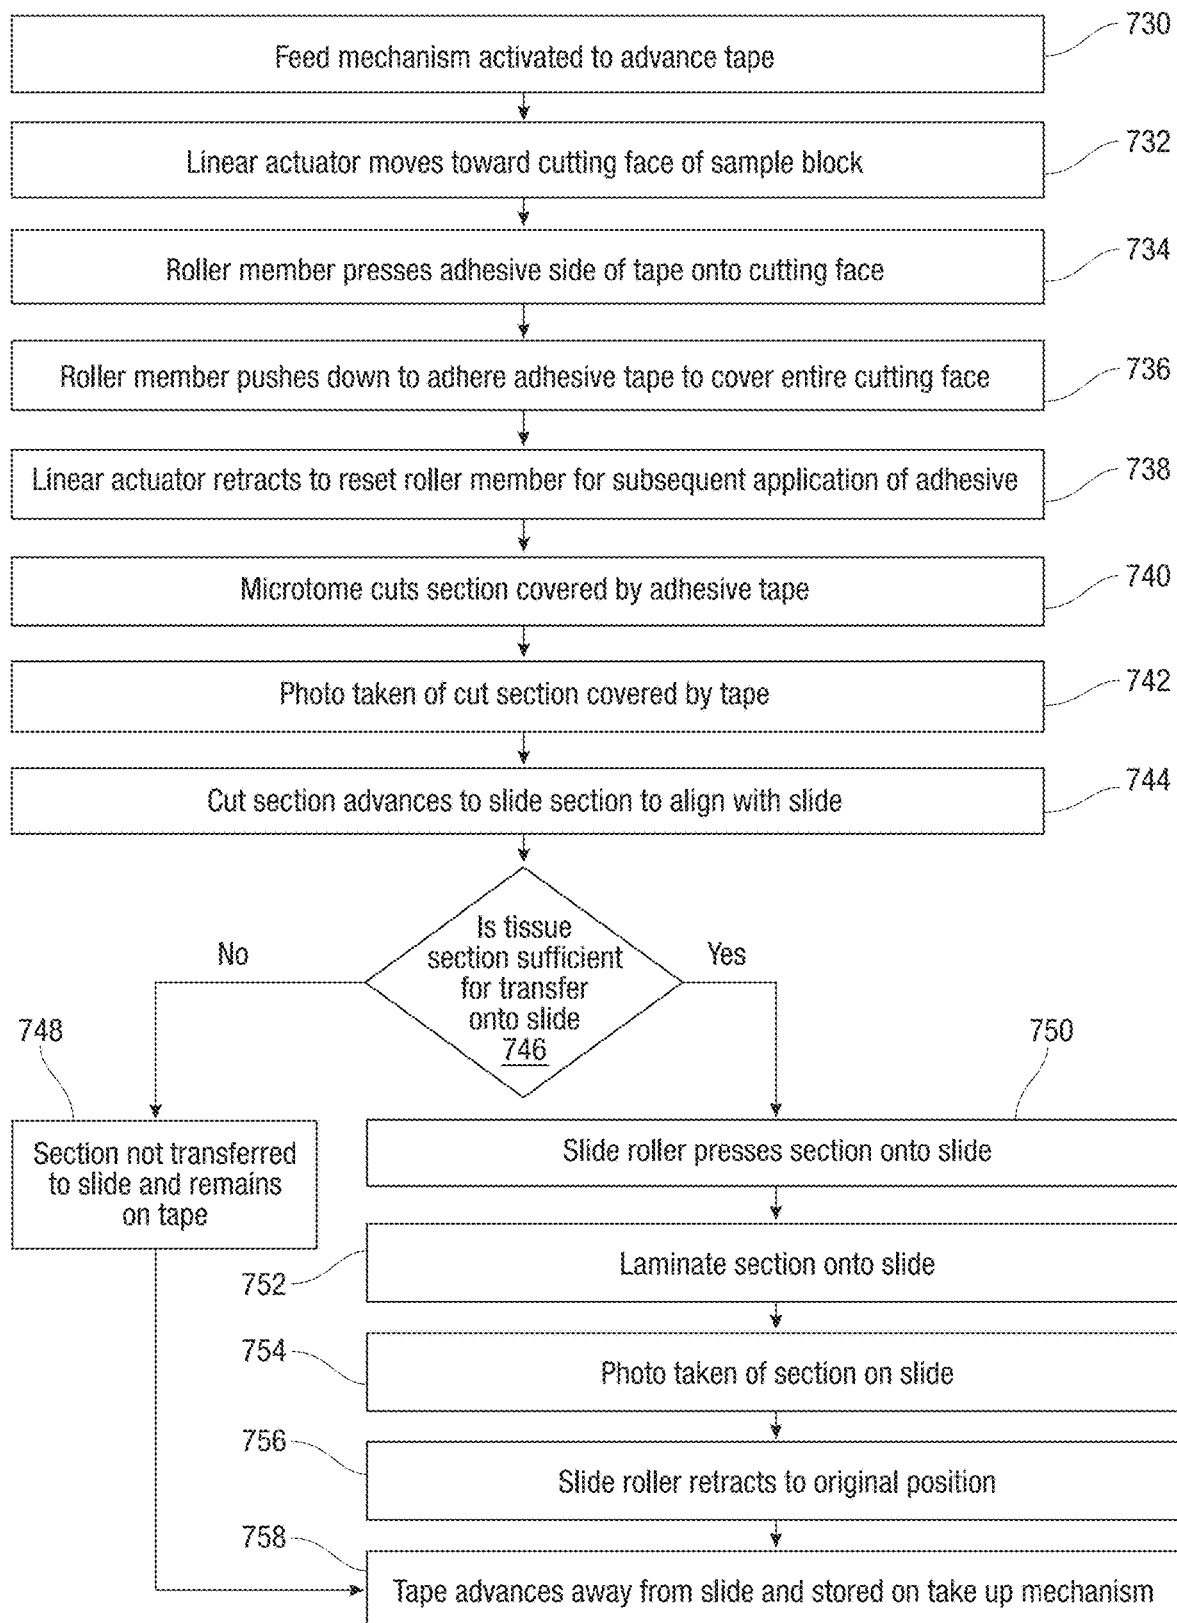 Feed mechanism activated to advance tape
730
Linear actuator moves toward cutting face of sample block
732
Roller member presses adhesive side of tape onto cutting face
734
Roller member pushes down to adhere adhesive tape to cover entire cutting face
736
Linear actuator retracts to reset roller member for subsequent application of adhesive
738
Microtome cuts section covered by adhesive tape
740
Photo taken of cut section covered by tape
742
Cut section advances to slide section to align with slide
744
Is tissue
section sufficient
for transfer
onto slide
746
No
Yes
748
Section not transferred
to slide and remains
on tape
750
Slide roller presses section onto slide
752
Laminate section onto slide
754
Photo taken of section on slide
756
Slide roller retracts to original position
758
Tape advances away from slide and stored on take up mechanism